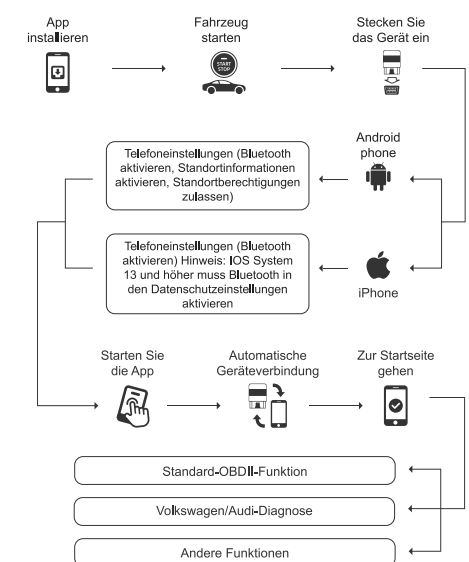 App
installieren
Fahrzeug
starten
START
STOP
Stecken Sie
das Gerät ein
Android
phone
Telefoneinstellungen (Bluetooth
aktivieren, Standortinformationen
aktivieren, Standortberechtigungen
zulassen)
Telefoneinstellungen (Bluetooth
aktivieren) Hinweis: IOS System
13 und höher muss Bluetooth in
den Datenschutzeinstellungen
aktivieren
iPhone
Starten Sie
die App
Automatische
Geräteverbindung
Zur Startseite
gehen
Standard-OBDII-Funktion
Volkswagen/Audi-Diagnose
Andere Funktionen